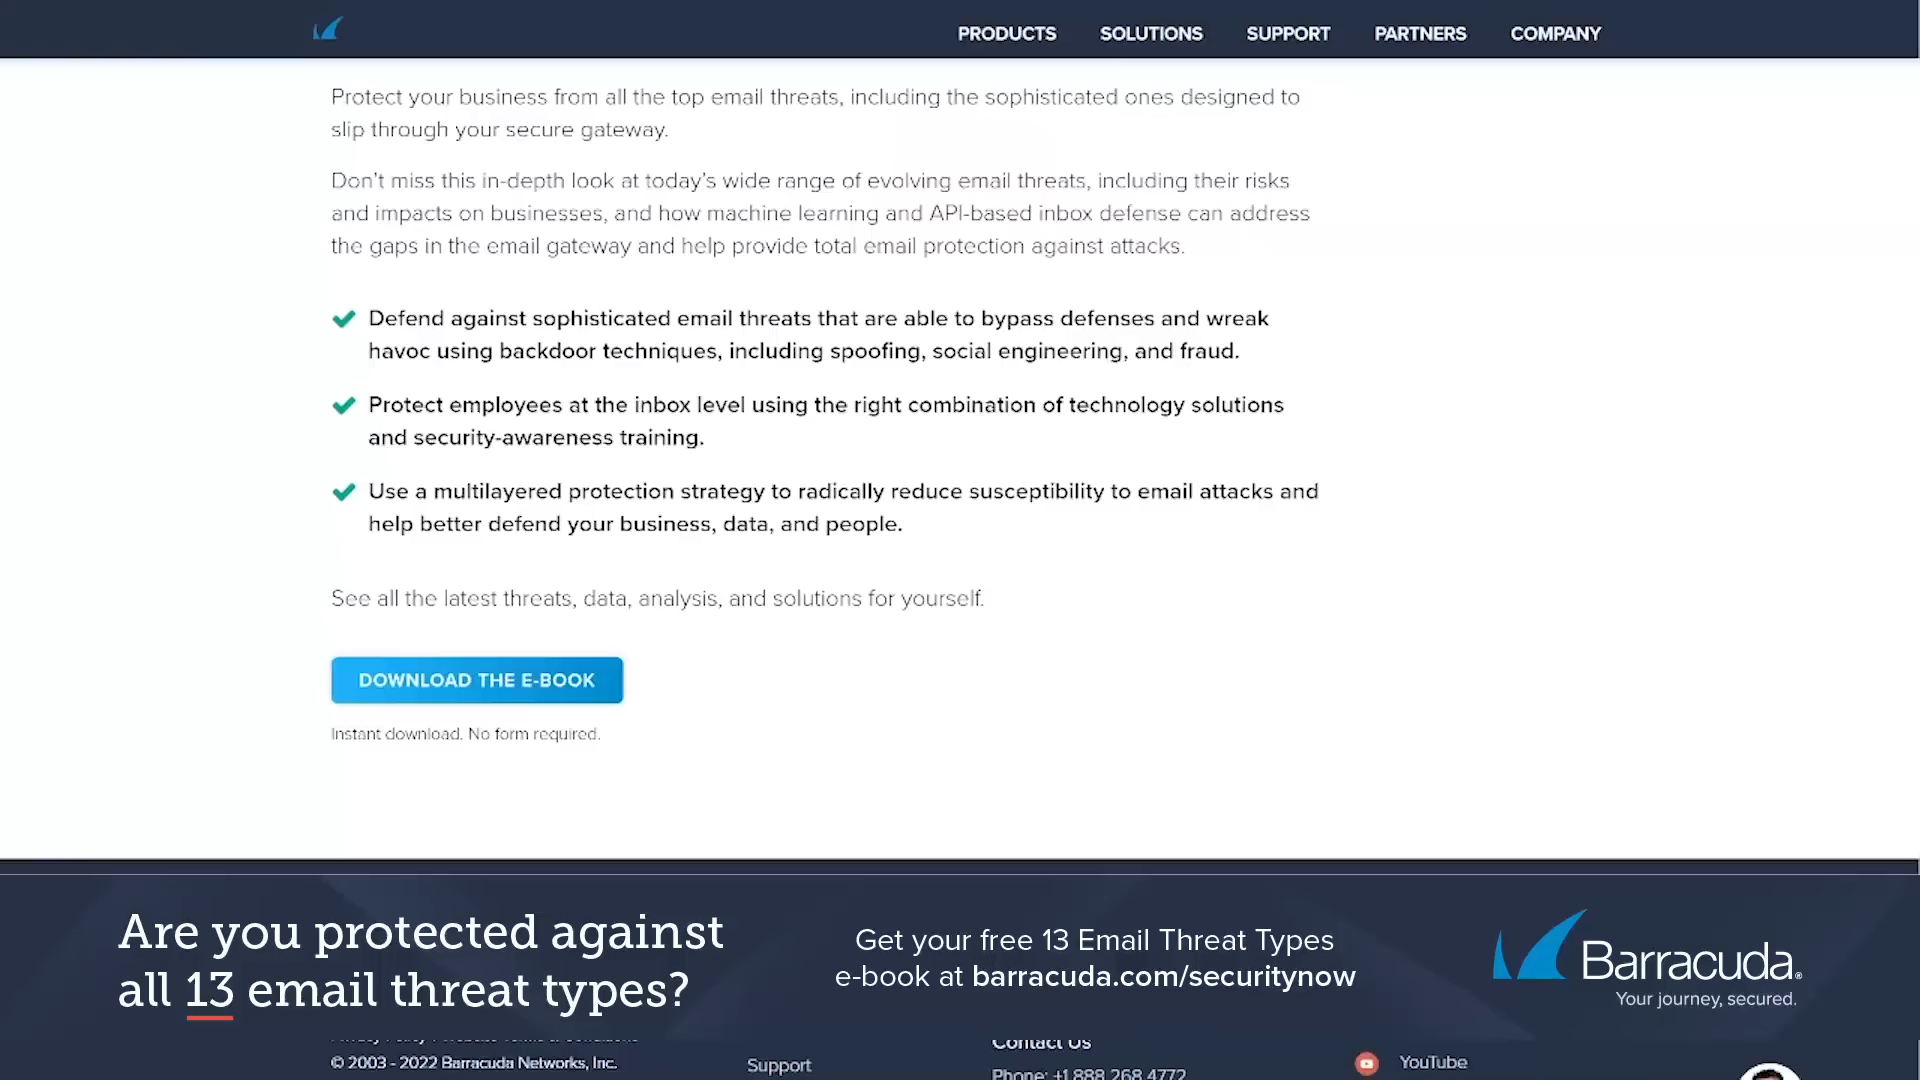 PRODUCTS SOLUTIONS SUPPORT PARTNERS COMPANY
Protect your business from all the top email threats, including the sophisticated ones designed to
slip through your secure gateway.
Don't miss this in-depth look at today's wide range of evolving email threats, including their risks
and impacts on businesses, and how machine learning and API-based inbox defense can address
the gaps in the email gateway and help provide total email protection against attacks.
Defend against sophisticated email threats that are able to bypass defenses and wreak
havoc using backdoor techniques, including spoofing, social engineering, and fraud.
Protect employees at the inbox level using the right combination of technology solutions
and security-awareness training.
Use a multilayered protection strategy to radically reduce susceptibility to email attacks and
help better defend your business, data, and people.
See all the latest threats, data, analysis, and solutions for yourself.
DOWNLOAD THE E-BOOK
Instant download. No form required.
Are you protected against
all 13 email threat types?
Get your free 13 Email Threat Types
e-book at barracuda.com/securitynow
Barracuda.
Your journey, secured.
© 2003 - 2022 Barracuda Networks, Inc.
Support
Contact Us
Phone: +1 888 268 4772
YouTube